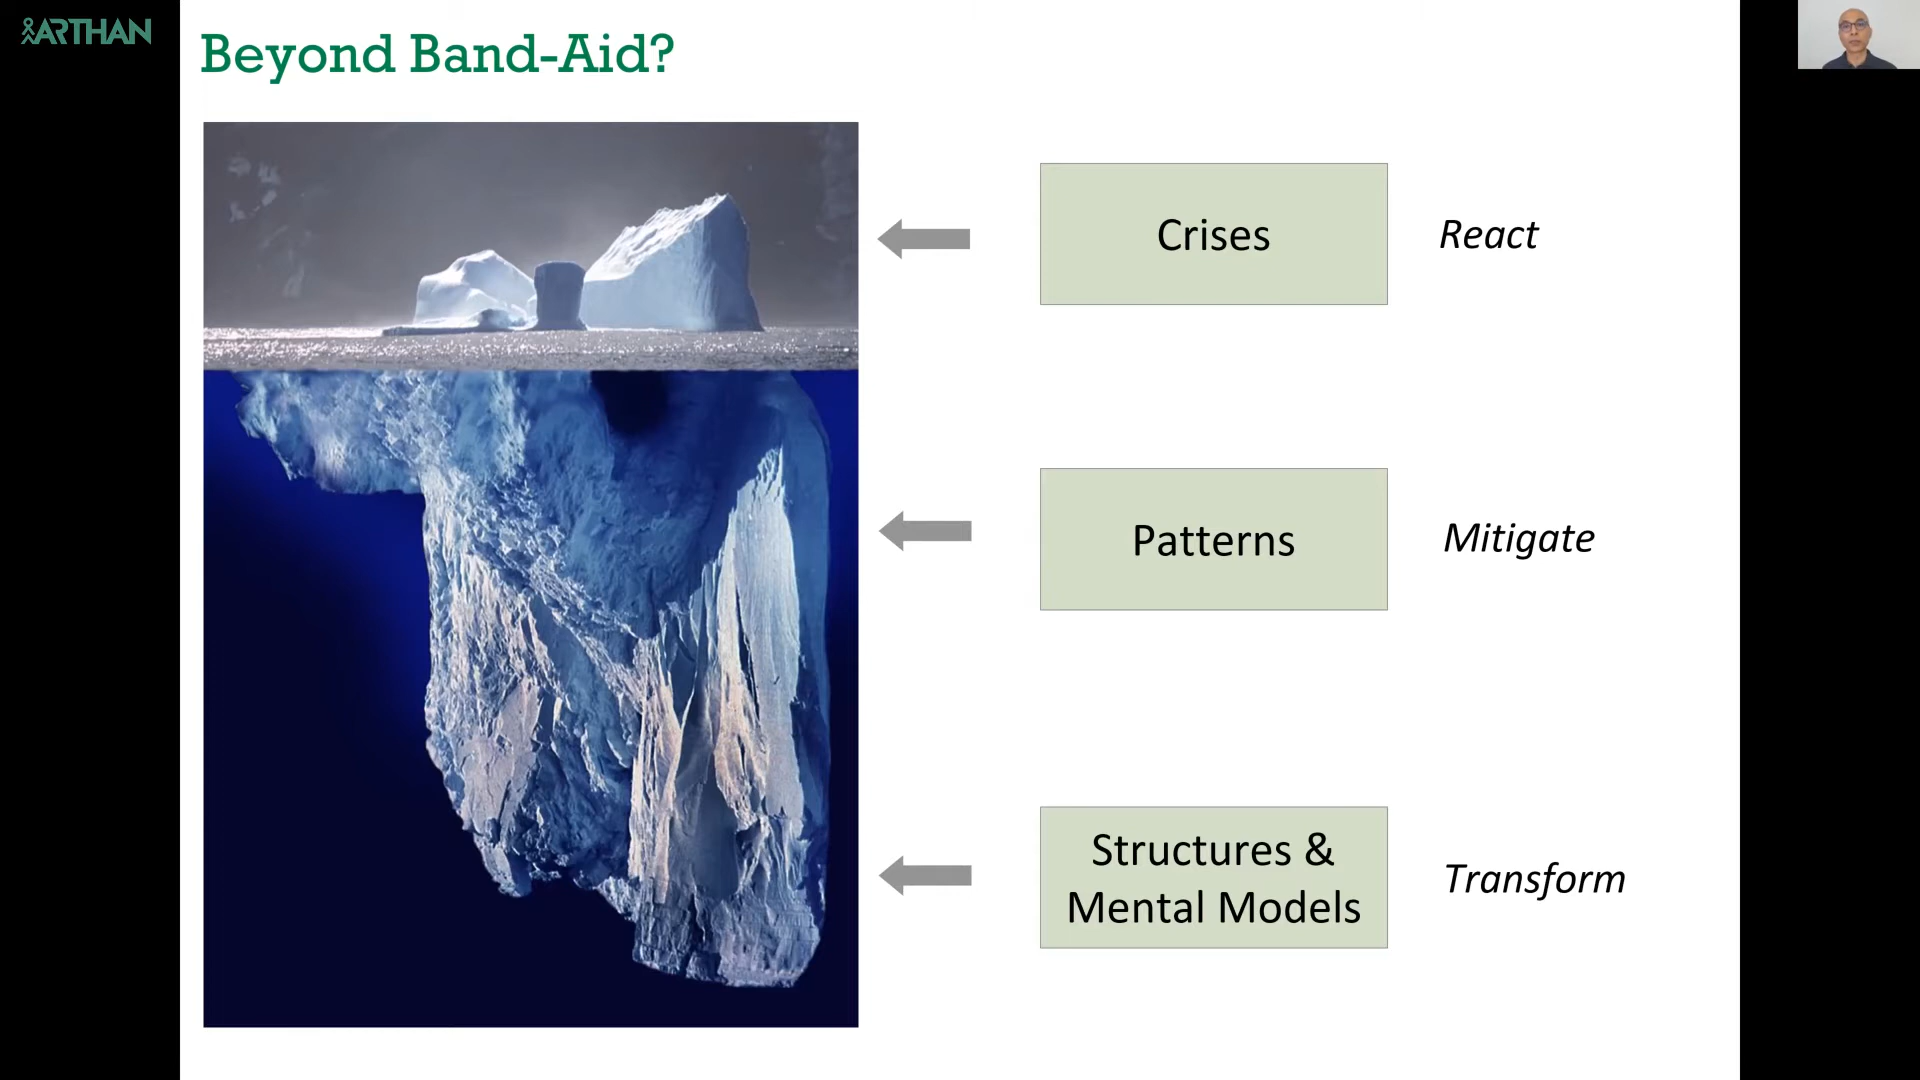 ARTHAN
Beyond Band-Aid?
Crises
React
Patterns
Mitigate
Structures &
Mental Models
Transform